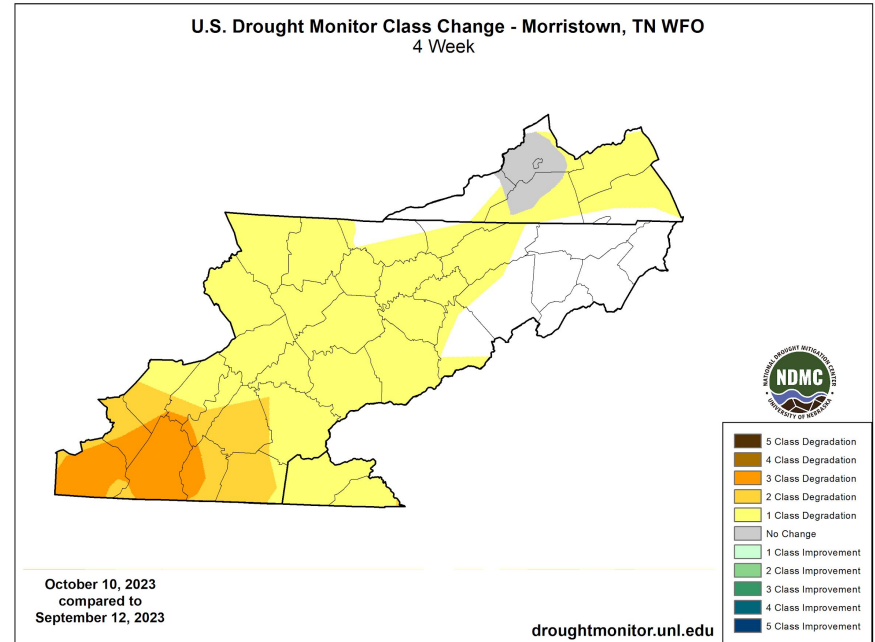 U.S. Drought Monitor Class Change - Morristown, TN WFO
4 Week
NATIONAL DROUGHT MITIGATION CENTER
NDMC
UNIVERSITY OF NEBRASKA
5 Class Degradation
4 Class Degradation
3 Class Degradation
2 Class Degradation
1 Class Degradation
No Change
1 Class Improvement
2 Class Improvement
3 Class Improvement
4 Class Improvement
5 Class Improvement
October 10, 2023
compared to
September 12, 2023
droughtmonitor.unl.edu